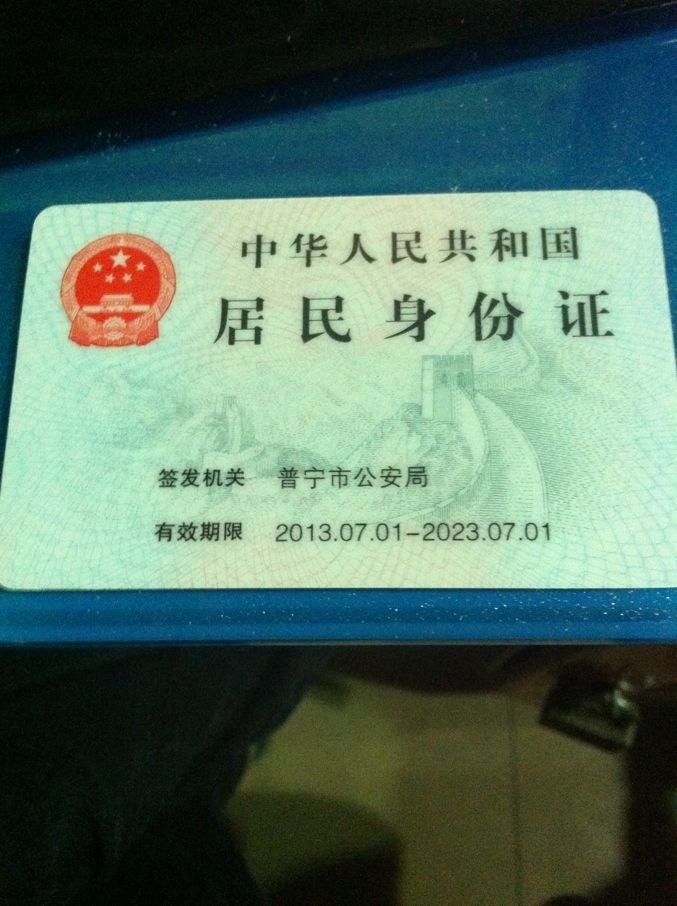 中华人民共和国
居民身份证
签发机关 普宁市公安局
有效期限 2013.07.01-2023.07.01